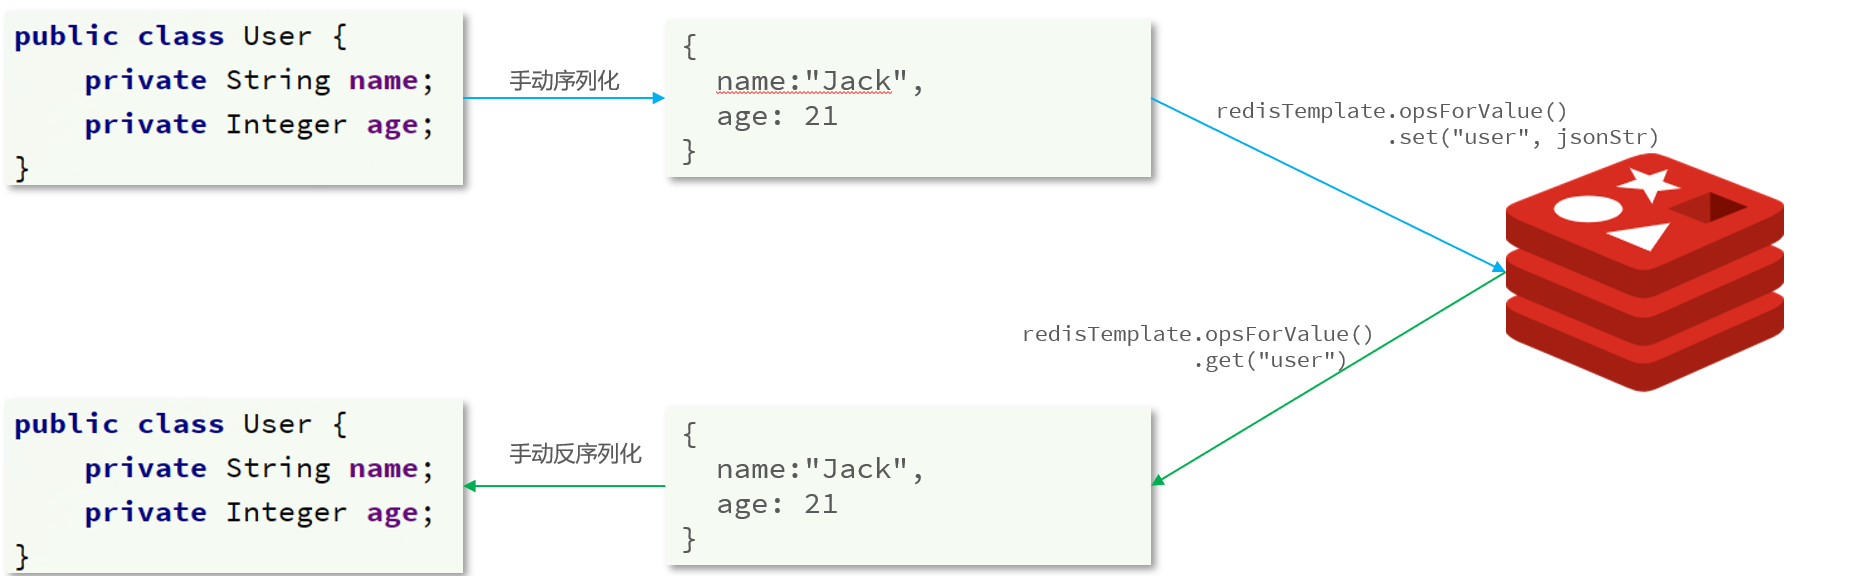 public class User {
    private String name;
    private Integer age;
}
手动序列化
{
  name:"Jack",
  age: 21
}
redisTemplate.opsForValue()
.set("user", jsonStr)
redisTemplate.opsForValue()
.get("user")
{
  name:"Jack",
  age: 21
}
手动反序列化
public class User {
    private String name;
    private Integer age;
}